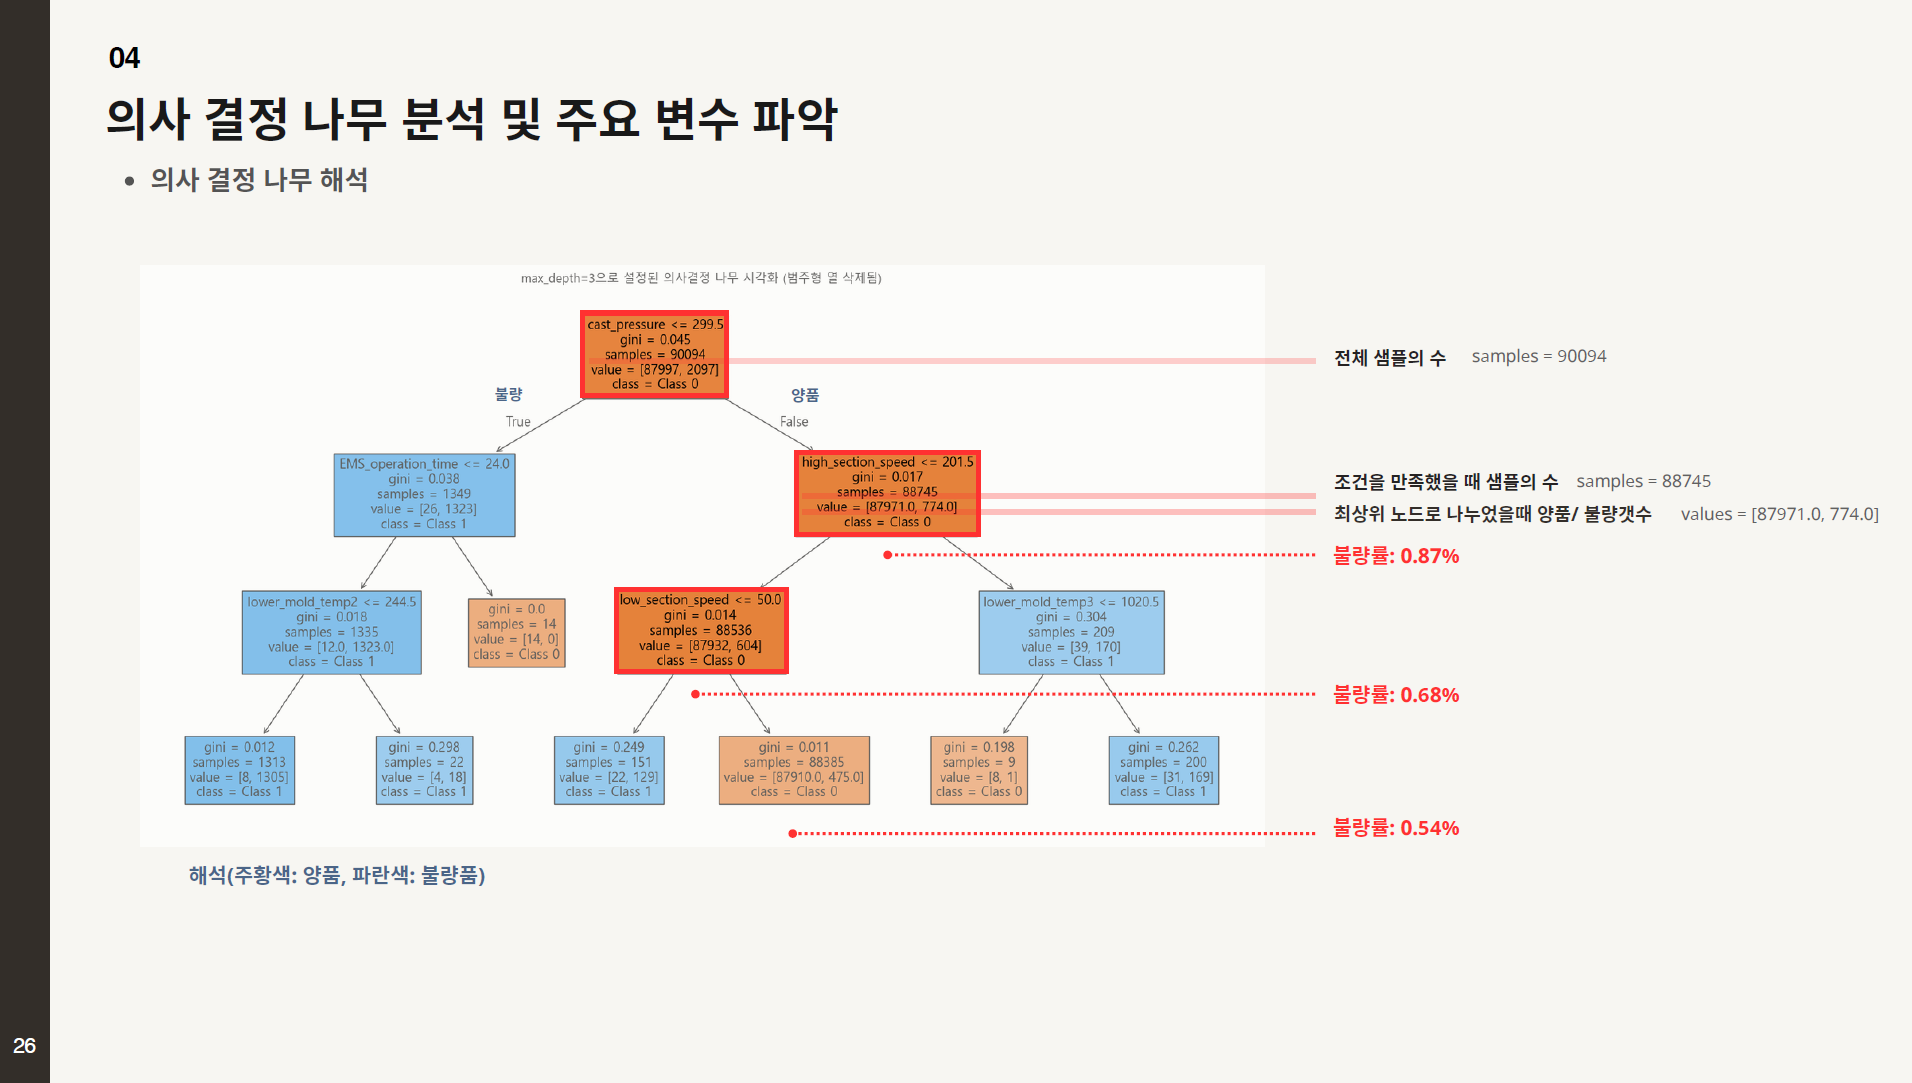 04
의사 결정 나무 분석 및 주요 변수 파악
• 의사 결정 나무 해석
max_depth=3으로 설정된 의사결정 나무 시각화 (범주형 열 삭제됨)
cast_pressure <= 299.5
gini = 0.045
samples = 90094
value = [87997, 2097]
class = Class 0
전체 샘플의 수 samples = 90094
불량
True
양품
False
EMS_operation_time <= 24.0
gini = 0.038
samples = 1349
value = [26, 1323]
class = Class 1
high_section_speed <= 201.5
gini = 0.017
samples = 88745
value = [87971.0, 774.0]
class = Class 0
조건을 만족했을 때 샘플의 수 samples = 88745
최상위 노드로 나누었을때 양품/ 불량갯수 values = [87971.0, 774.0]
불량률: 0.87%
lower_mold_temp2 <= 244.5
gini = 0.018
samples = 1335
value = [12.0, 1323.0]
class = Class 1
gini = 0.0
samples = 14
value = [14, 0]
class = Class 0
low_section_speed <= 50.0
gini = 0.014
samples = 88536
value = [87932, 604]
class = Class 0
lower_mold_temp3 <= 1020.5
gini = 0.304
samples = 209
value = [39, 170]
class = Class 1
불량률: 0.68%
gini = 0.012
samples = 1313
value = [8, 1305]
class = Class 1
gini = 0.298
samples = 22
value = [4, 18]
class = Class 1
gini = 0.249
samples = 151
value = [22, 129]
class = Class 1
gini = 0.011
samples = 88385
value = [87910.0, 475.0]
class = Class 0
gini = 0.198
samples = 9
value = [8, 1]
class = Class 0
gini = 0.262
samples = 200
value = [31, 169]
class = Class 1
불량률: 0.54%
해석(주황색: 양품, 파란색: 불량품)
26